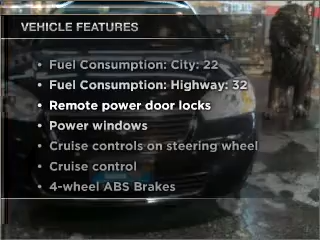 VEHICLE FEATURES
• Fuel Consumption: City: 22
• Fuel Consumption: Highway: 32
• Remote power door locks
• Power windows
• Cruise controls on steering wheel
• Cruise control
• 4-wheel ABS Brakes